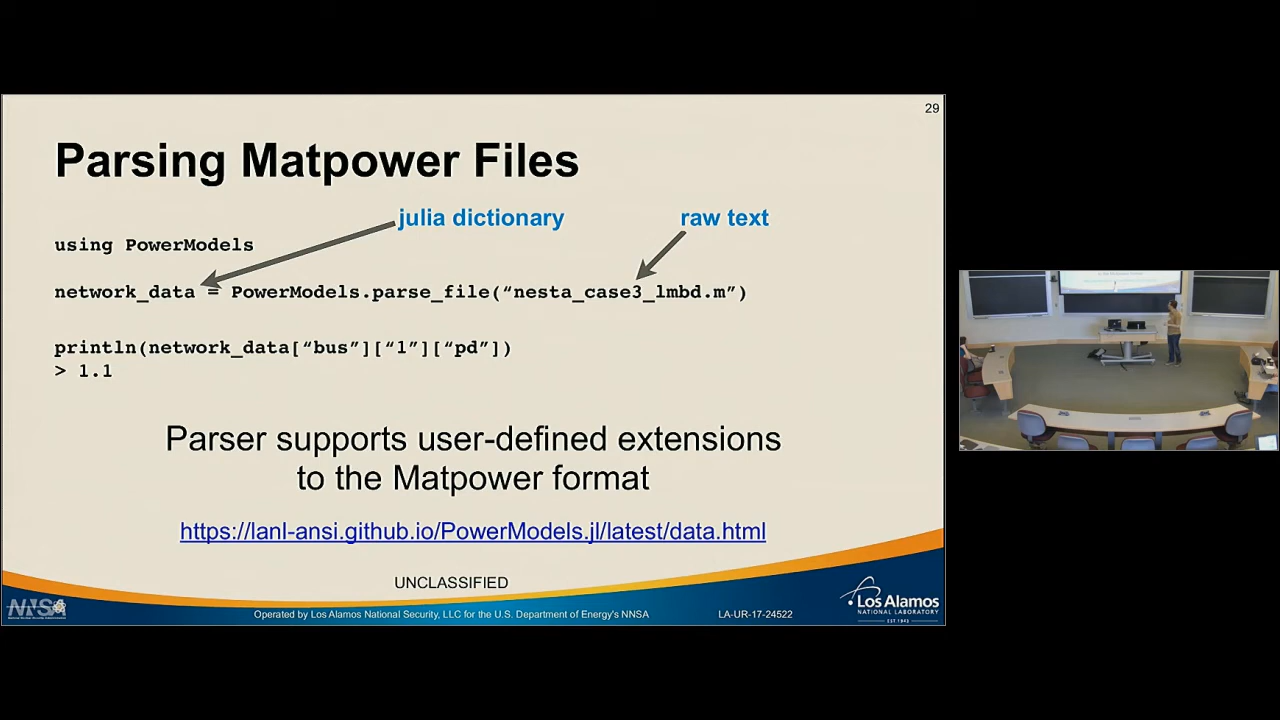 29
Parsing Matpower Files
julia dictionary
raw text
using PowerModels
network_data = PowerModels.parse_file(“nesta_case3_lmbd.m”)
println(network_data[“bus”][“1”][“pd”])
> 1.1
Parser supports user-defined extensions
to the Matpower format
https://lanl-ansi.github.io/PowerModels.jl/latest/data.html
UNCLASSIFIED
NNSA
Operated by Los Alamos National Security, LLC for the U.S. Department of Energy's NNSA
LA-UR-17-24522
Los Alamos
NATIONAL LABORATORY
EST. 1943